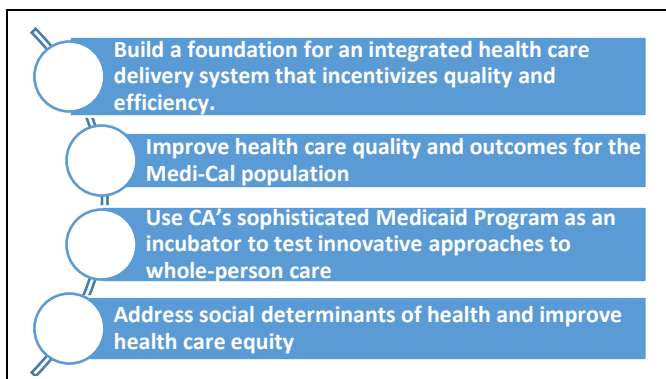 Build a foundation for an integrated health care
delivery system that incentivizes quality and
efficiency.
Improve health care quality and outcomes for the
Medi-Cal population
Use CA’s sophisticated Medicaid Program as an
incubator to test innovative approaches to
whole-person care
Address social determinants of health and improve
health care equity